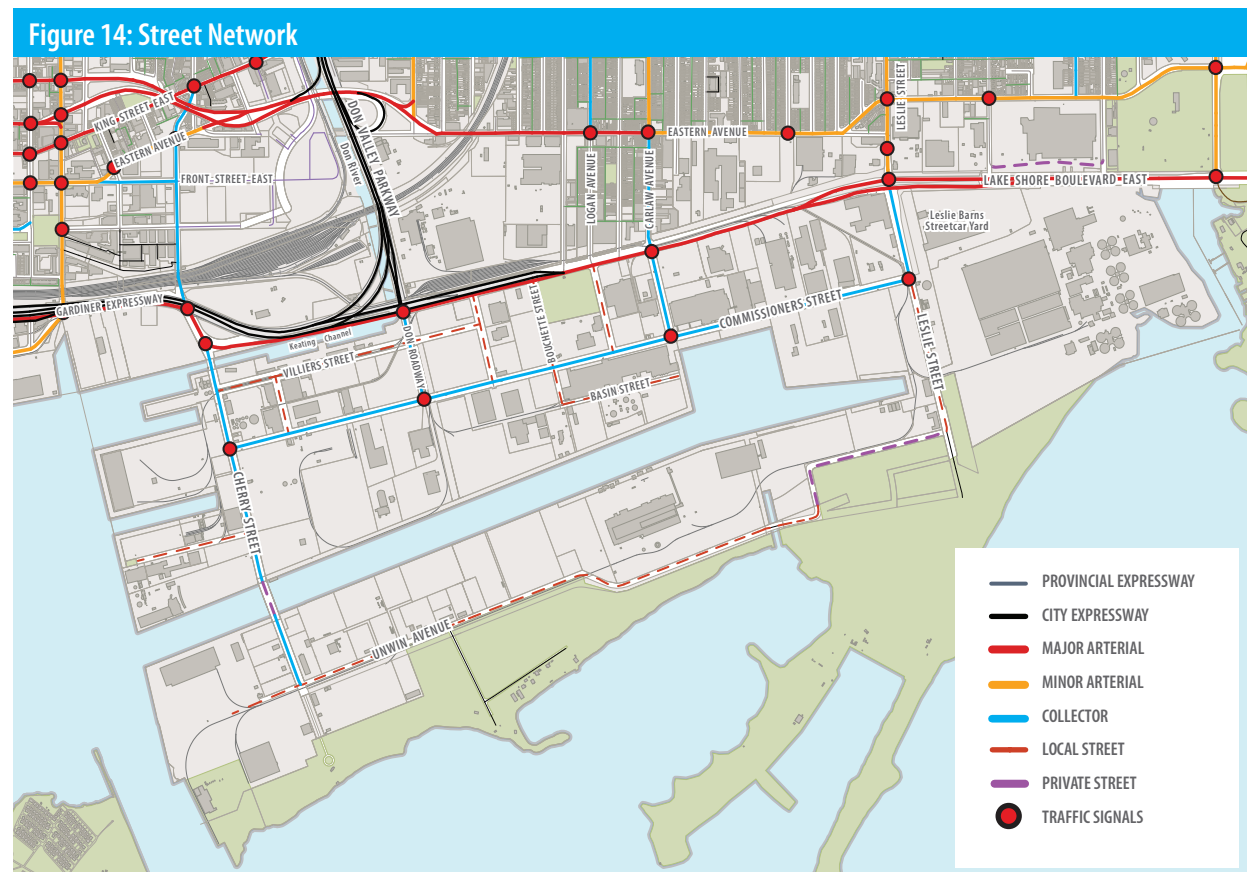 Figure 14: Street Network
KING STREET EAST
EASTERN AVENUE
FRONT STREET EAST
DON VALLEY PARKWAY
Don River
LOGAN AVENUE
CARLAW AVENUE
EASTERN AVENUE
LESLIE STREET
LAKE SHORE BOULEVARD EAST
Leslie Barns
Streetcar Yard
GARDINER EXPRESSWAY
Keating Channel
VILLIERS STREET
DON ROADWAY
BOUCHETTE STREET
COMMISSIONERS STREET
BASIN STREET
LESLIE STREET
CHERRY STREET
UNWIN AVENUE
PROVINCIAL EXPRESSWAY
CITY EXPRESSWAY
MAJOR ARTERIAL
MINOR ARTERIAL
COLLECTOR
LOCAL STREET
PRIVATE STREET
TRAFFIC SIGNALS